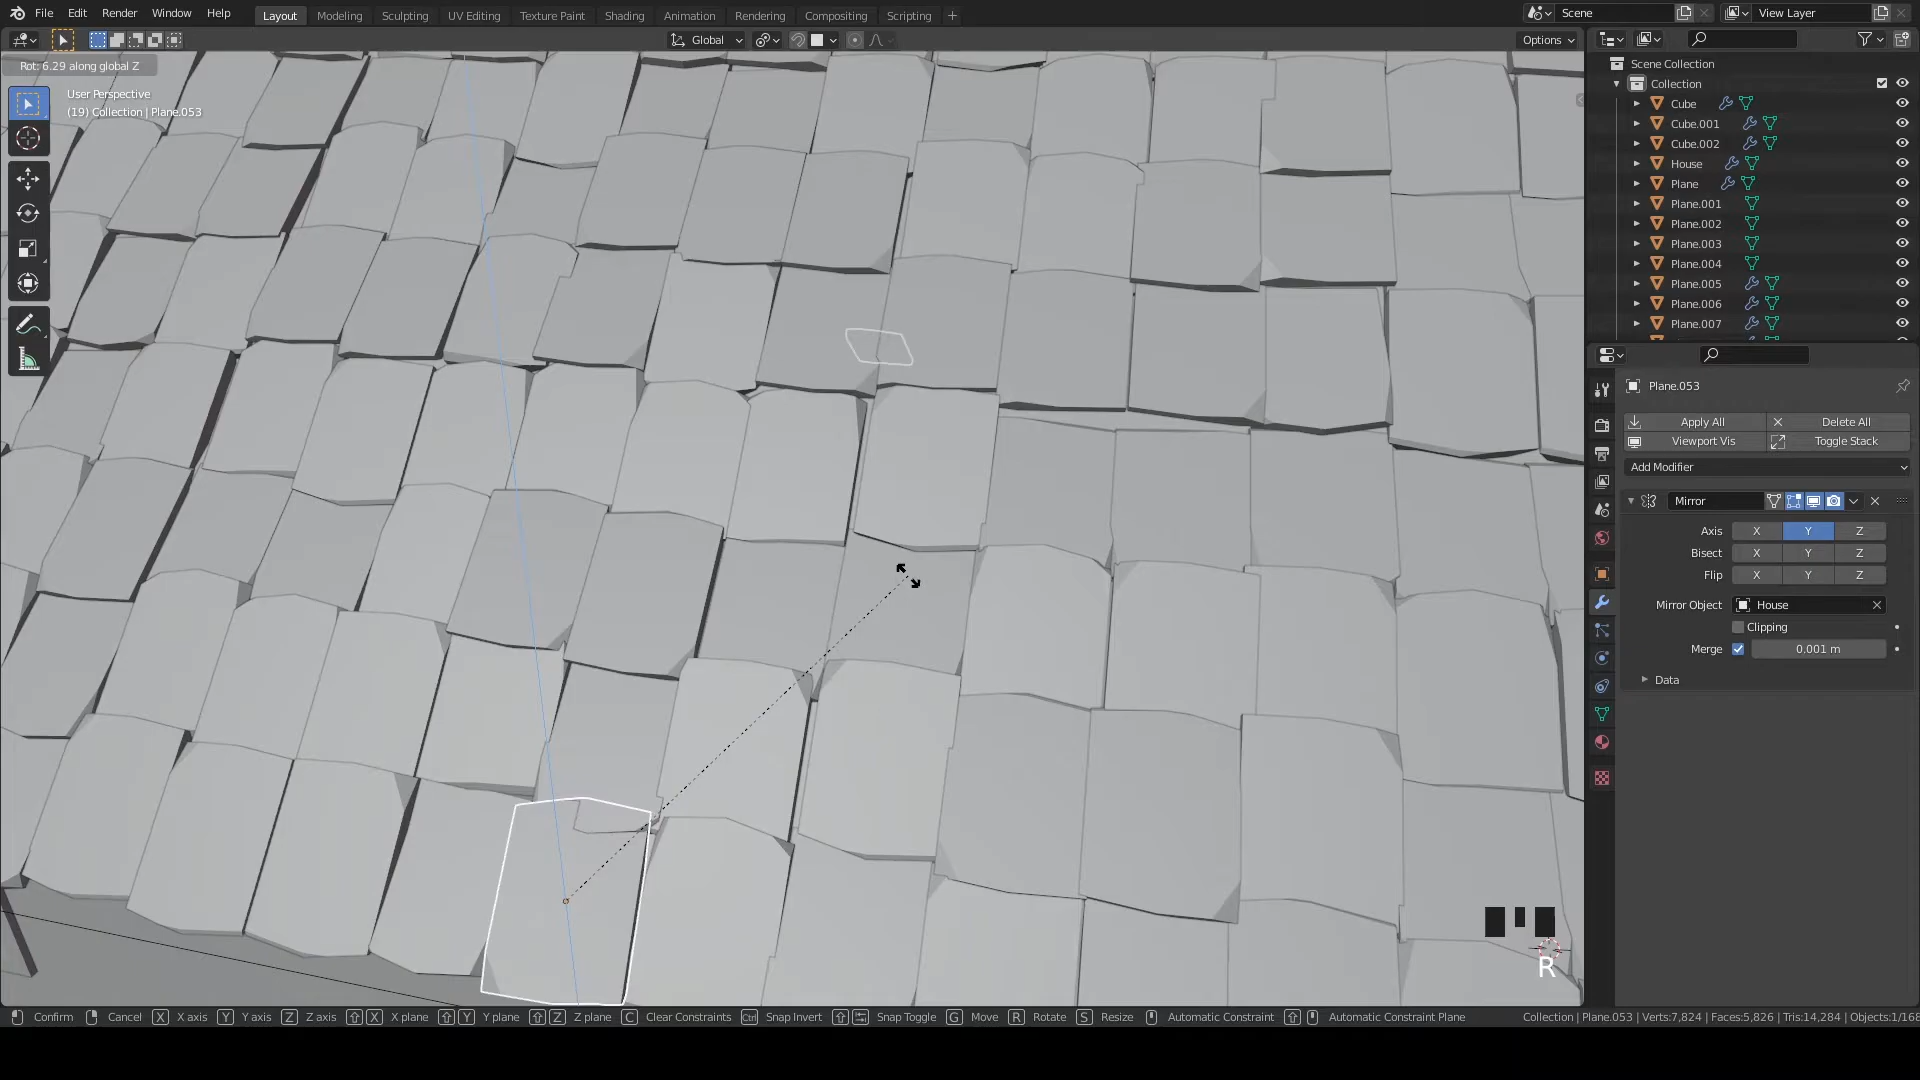 File Edit Render Window Help Layout Modeling Sculpting UV Editing Texture Paint Shading Animation Rendering Compositing Scripting + Scene View Layer
Global Options
Rot: 6.29 along global Z
User Perspective
(19) Collection | Plane.053
Scene Collection
Collection
Cube
Cube.001
Cube.002
House
Plane
Plane.001
Plane.002
Plane.003
Plane.004
Plane.005
Plane.006
Plane.007
Plane.053
Apply All Delete All
Viewport Vis Toggle Stack
Add Modifier
Mirror
Axis X Y Z
Bisect X Y Z
Flip X Y Z
Mirror Object House
Clipping
Merge 0.001 m
Data
R
Confirm Cancel X X axis Y Y axis Z Z axis X X plane Y Y plane Z Z plane C Clear Constraints Ctrl Snap Invert Snap Toggle G Move R Rotate S Resize Automatic Constraint Automatic Constraint Plane Collection | Plane.053 | Verts:7,824 | Faces:5,826 | Tris:14,284 | Objects:1/168